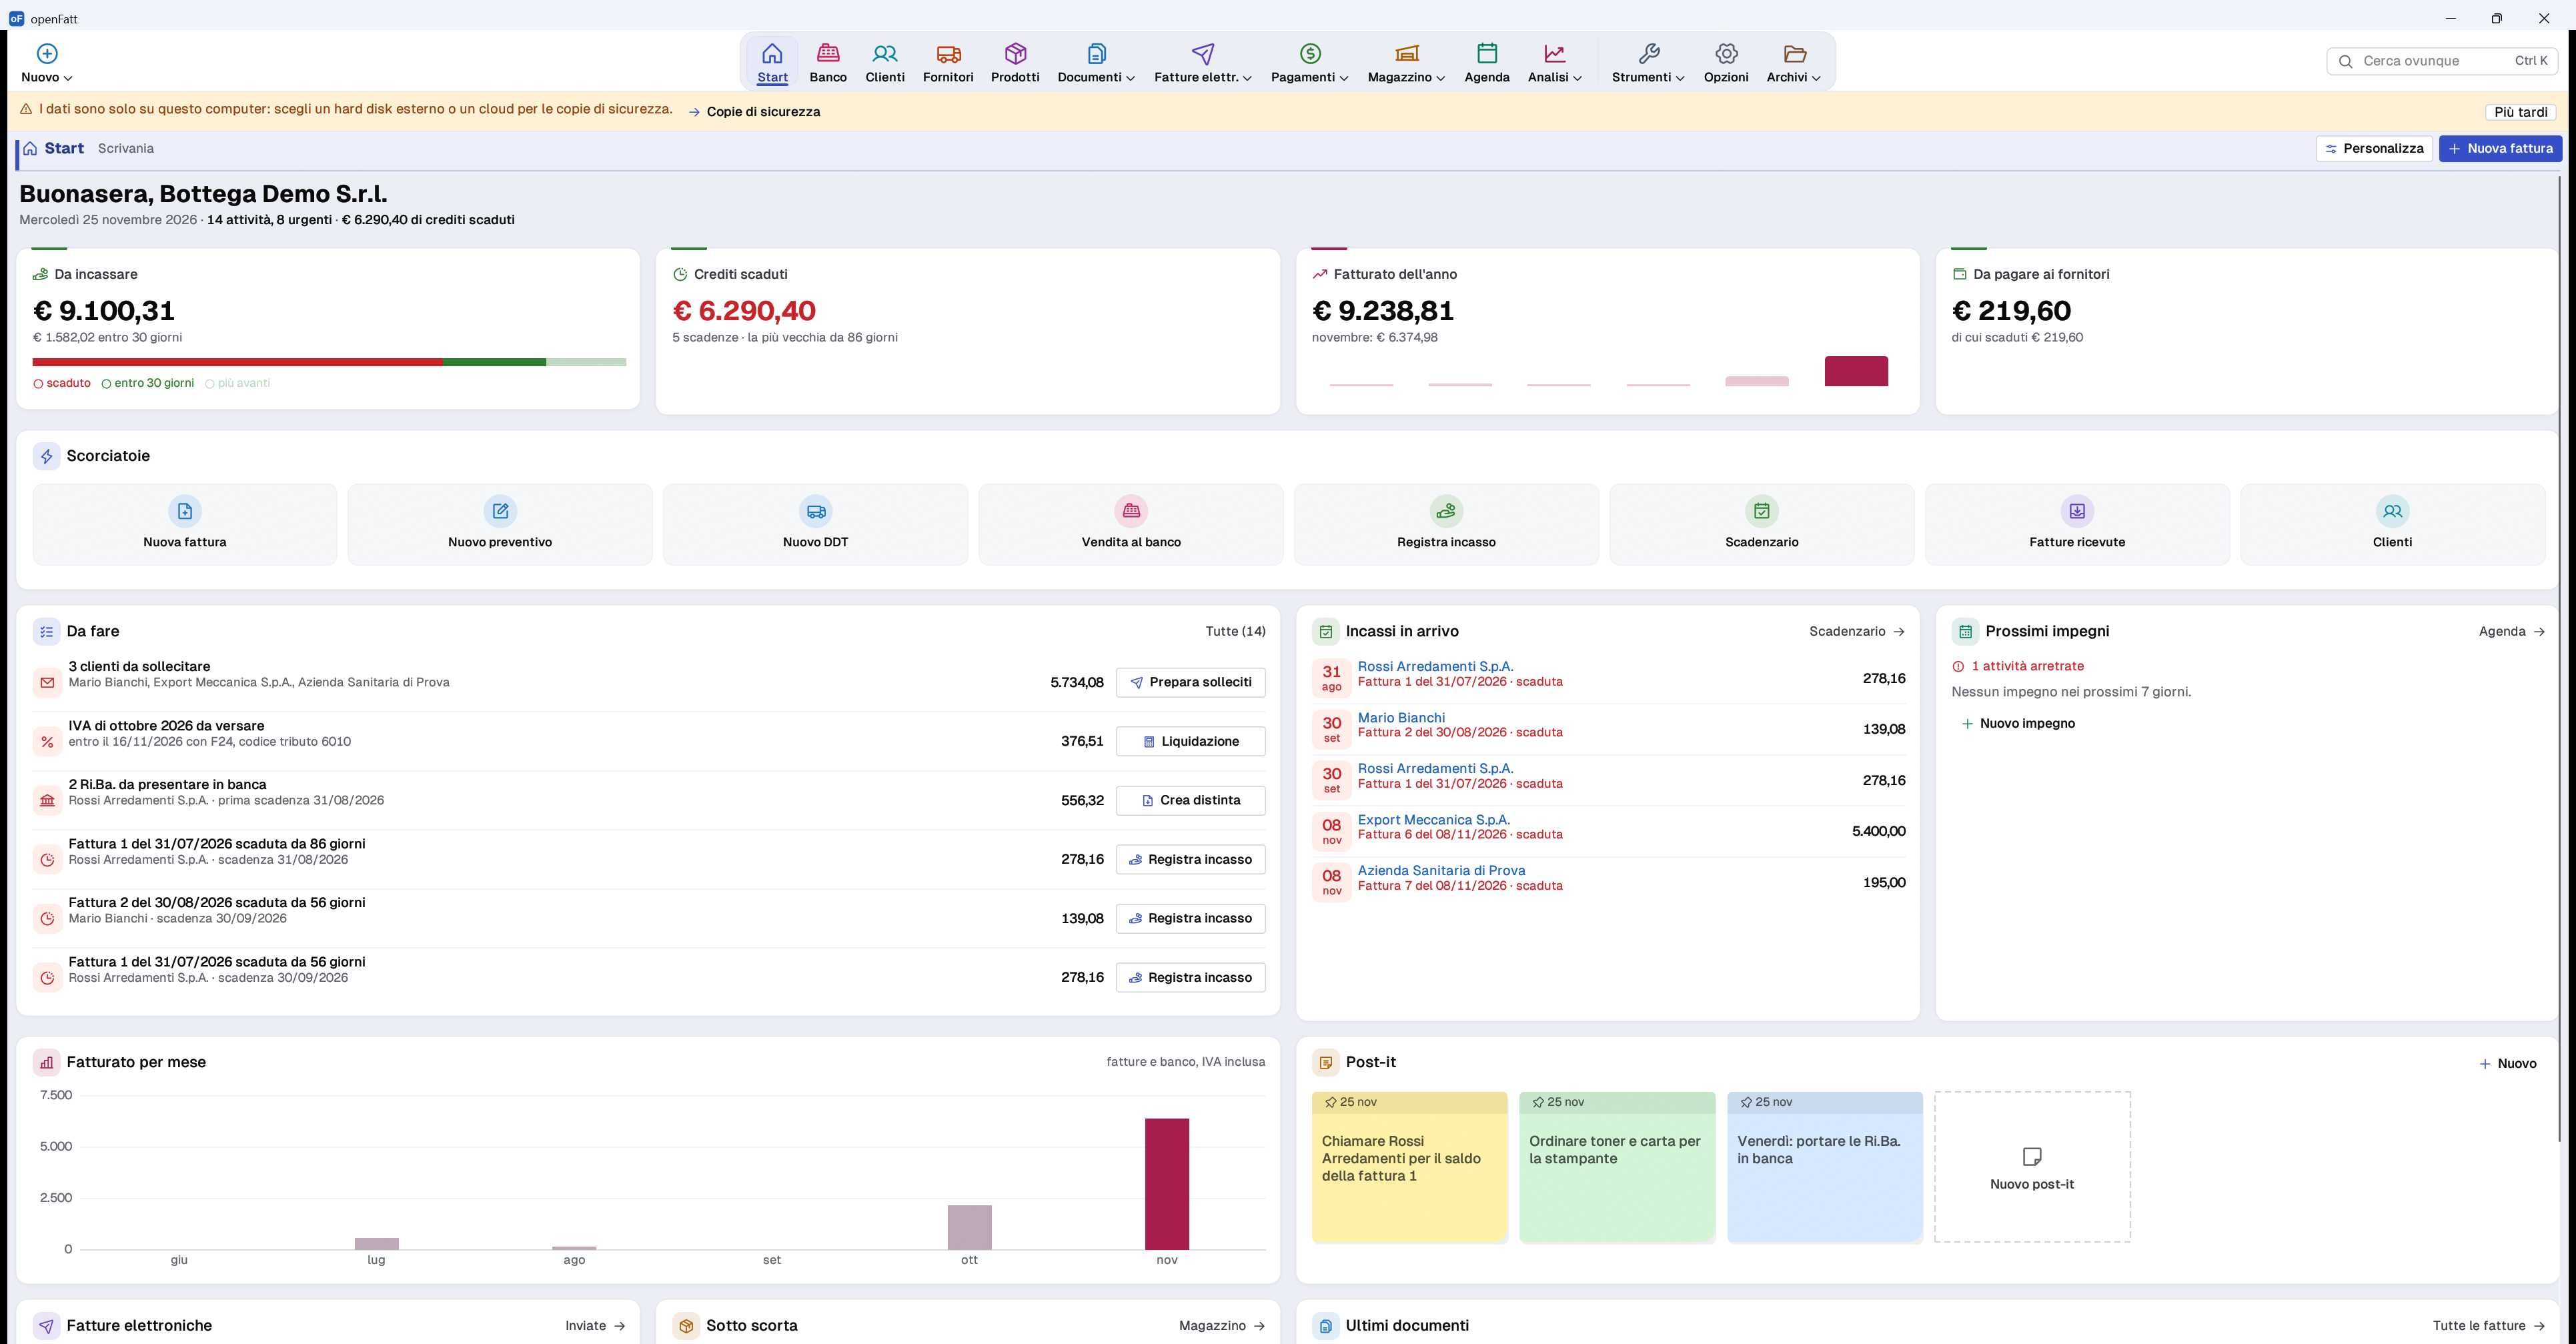 openFatt
Nuovo
Start
Banco
Clienti
Fornitori
Prodotti
Documenti
Fatture elettr.
Pagamenti
Magazzino
Agenda
Analisi
Strumenti
Opzioni
Archivi
Cerca ovunque Ctrl K
I dati sono solo su questo computer: scegli un hard disk esterno o un cloud per le copie di sicurezza. Copie di sicurezza
Più tardi
Start Scrivania
Personalizza
Nuova fattura
Buonasera, Bottega Demo S.r.l.
Mercoledì 25 novembre 2026 · 14 attività, 8 urgenti · € 6.290,40 di crediti scaduti
Da incassare
€ 9.100,31
€ 1.582,02 entro 30 giorni
scaduto entro 30 giorni più avanti
Crediti scaduti
€ 6.290,40
5 scadenze · la più vecchia da 86 giorni
Fatturato dell'anno
€ 9.238,81
novembre: € 6.374,98
Da pagare ai fornitori
€ 219,60
di cui scaduti € 219,60
Scorciatoie
Nuova fattura
Nuovo preventivo
Nuovo DDT
Vendita al banco
Registra incasso
Scadenzario
Fatture ricevute
Clienti
Da fare
Tutte (14)
3 clienti da sollecitare
Mario Bianchi, Export Meccanica S.p.A., Azienda Sanitaria di Prova
5.734,08
Prepara solleciti
IVA di ottobre 2026 da versare
entro il 16/11/2026 con F24, codice tributo 6010
376,51
Liquidazione
2 Ri.Ba. da presentare in banca
Rossi Arredamenti S.p.A. · prima scadenza 31/08/2026
556,32
Crea distinta
Fattura 1 del 31/07/2026 scaduta da 86 giorni
Rossi Arredamenti S.p.A. · scadenza 31/08/2026
278,16
Registra incasso
Fattura 2 del 30/08/2026 scaduta da 56 giorni
Mario Bianchi · scadenza 30/09/2026
139,08
Registra incasso
Fattura 1 del 31/07/2026 scaduta da 56 giorni
Rossi Arredamenti S.p.A. · scadenza 30/09/2026
278,16
Registra incasso
Incassi in arrivo
Scadenzario
31 ago
Rossi Arredamenti S.p.A.
Fattura 1 del 31/07/2026 · scaduta
278,16
30 set
Mario Bianchi
Fattura 2 del 30/08/2026 · scaduta
139,08
30 set
Rossi Arredamenti S.p.A.
Fattura 1 del 31/07/2026 · scaduta
278,16
08 nov
Export Meccanica S.p.A.
Fattura 6 del 08/11/2026 · scaduta
5.400,00
08 nov
Azienda Sanitaria di Prova
Fattura 7 del 08/11/2026 · scaduta
195,00
Prossimi impegni
Agenda
1 attività arretrate
Nessun impegno nei prossimi 7 giorni.
Nuovo impegno
Fatturato per mese
fatture e banco, IVA inclusa
7.500
5.000
2.500
0
giu lug ago set ott nov
Post-it
Nuovo
25 nov
Chiamare Rossi
Arredamenti per il saldo
della fattura 1
25 nov
Ordinare toner e carta per
la stampante
25 nov
Venerdì: portare le Ri.Ba.
in banca
Nuovo post-it
Fatture elettroniche
Inviate
Sotto scorta
Magazzino
Ultimi documenti
Tutte le fatture